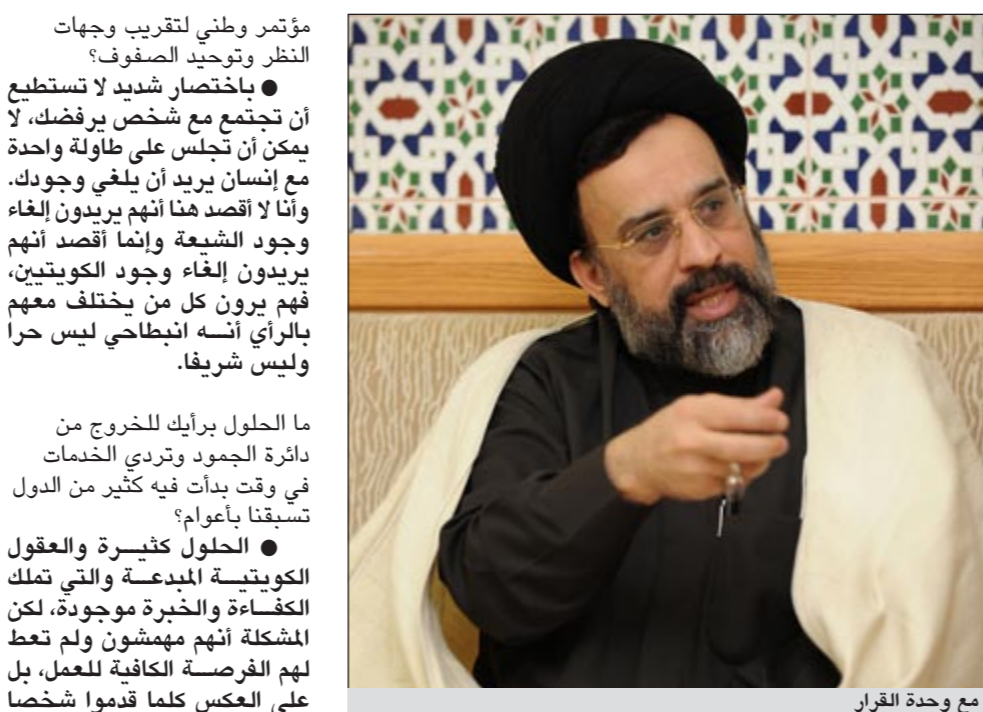 مؤتمر وطني لتقريب وجهات
النظر وتوحيد الصفوف؟
● باختصار شديد لا تستطيع
أن تجتمع مع شخص يرفضك، لا
يمكن أن تجلس على طاولة واحدة
مع إنسان يريد أن يلغي وجودك.
وأنا لا أقصد هنا أنهم يريدون إلغاء
وجود الشيعة وإنما أقصد أنهم
يريدون إلغاء وجود الكويتيين،
فهم يرون كل من يختلف معهم
بالرأي أنــه انبطاحي ليس حرا
وليس شريفا.
ما الحلول برأيك للخروج من
دائرة الجمود وتردي الخدمات
في وقت بدأت فيه كثير من الدول
تسبقنا بأعوام؟
● الحلول كثيــرة والعقول
الكويتيــة المبدعــة والتي تملك
الكفــاءة والخبرة موجودة، لكن
المشكلة أنهم مهمشون ولم تعط
لهم الفرصــة الكافية للعمل، بل
على العكس كلما قدموا شخصا
مع وحدة القرار